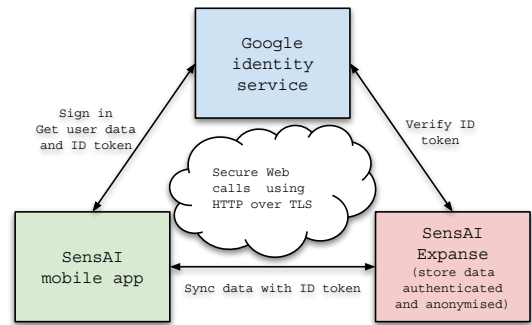 Google
identity
service
Sign in
Get user data
and ID token
Verify ID
token
Secure Web
calls using
HTTP over TLS
SensAI
mobile app
SensAI
Expanse
(store data
authenticated
and anonymised)
Sync data with ID token